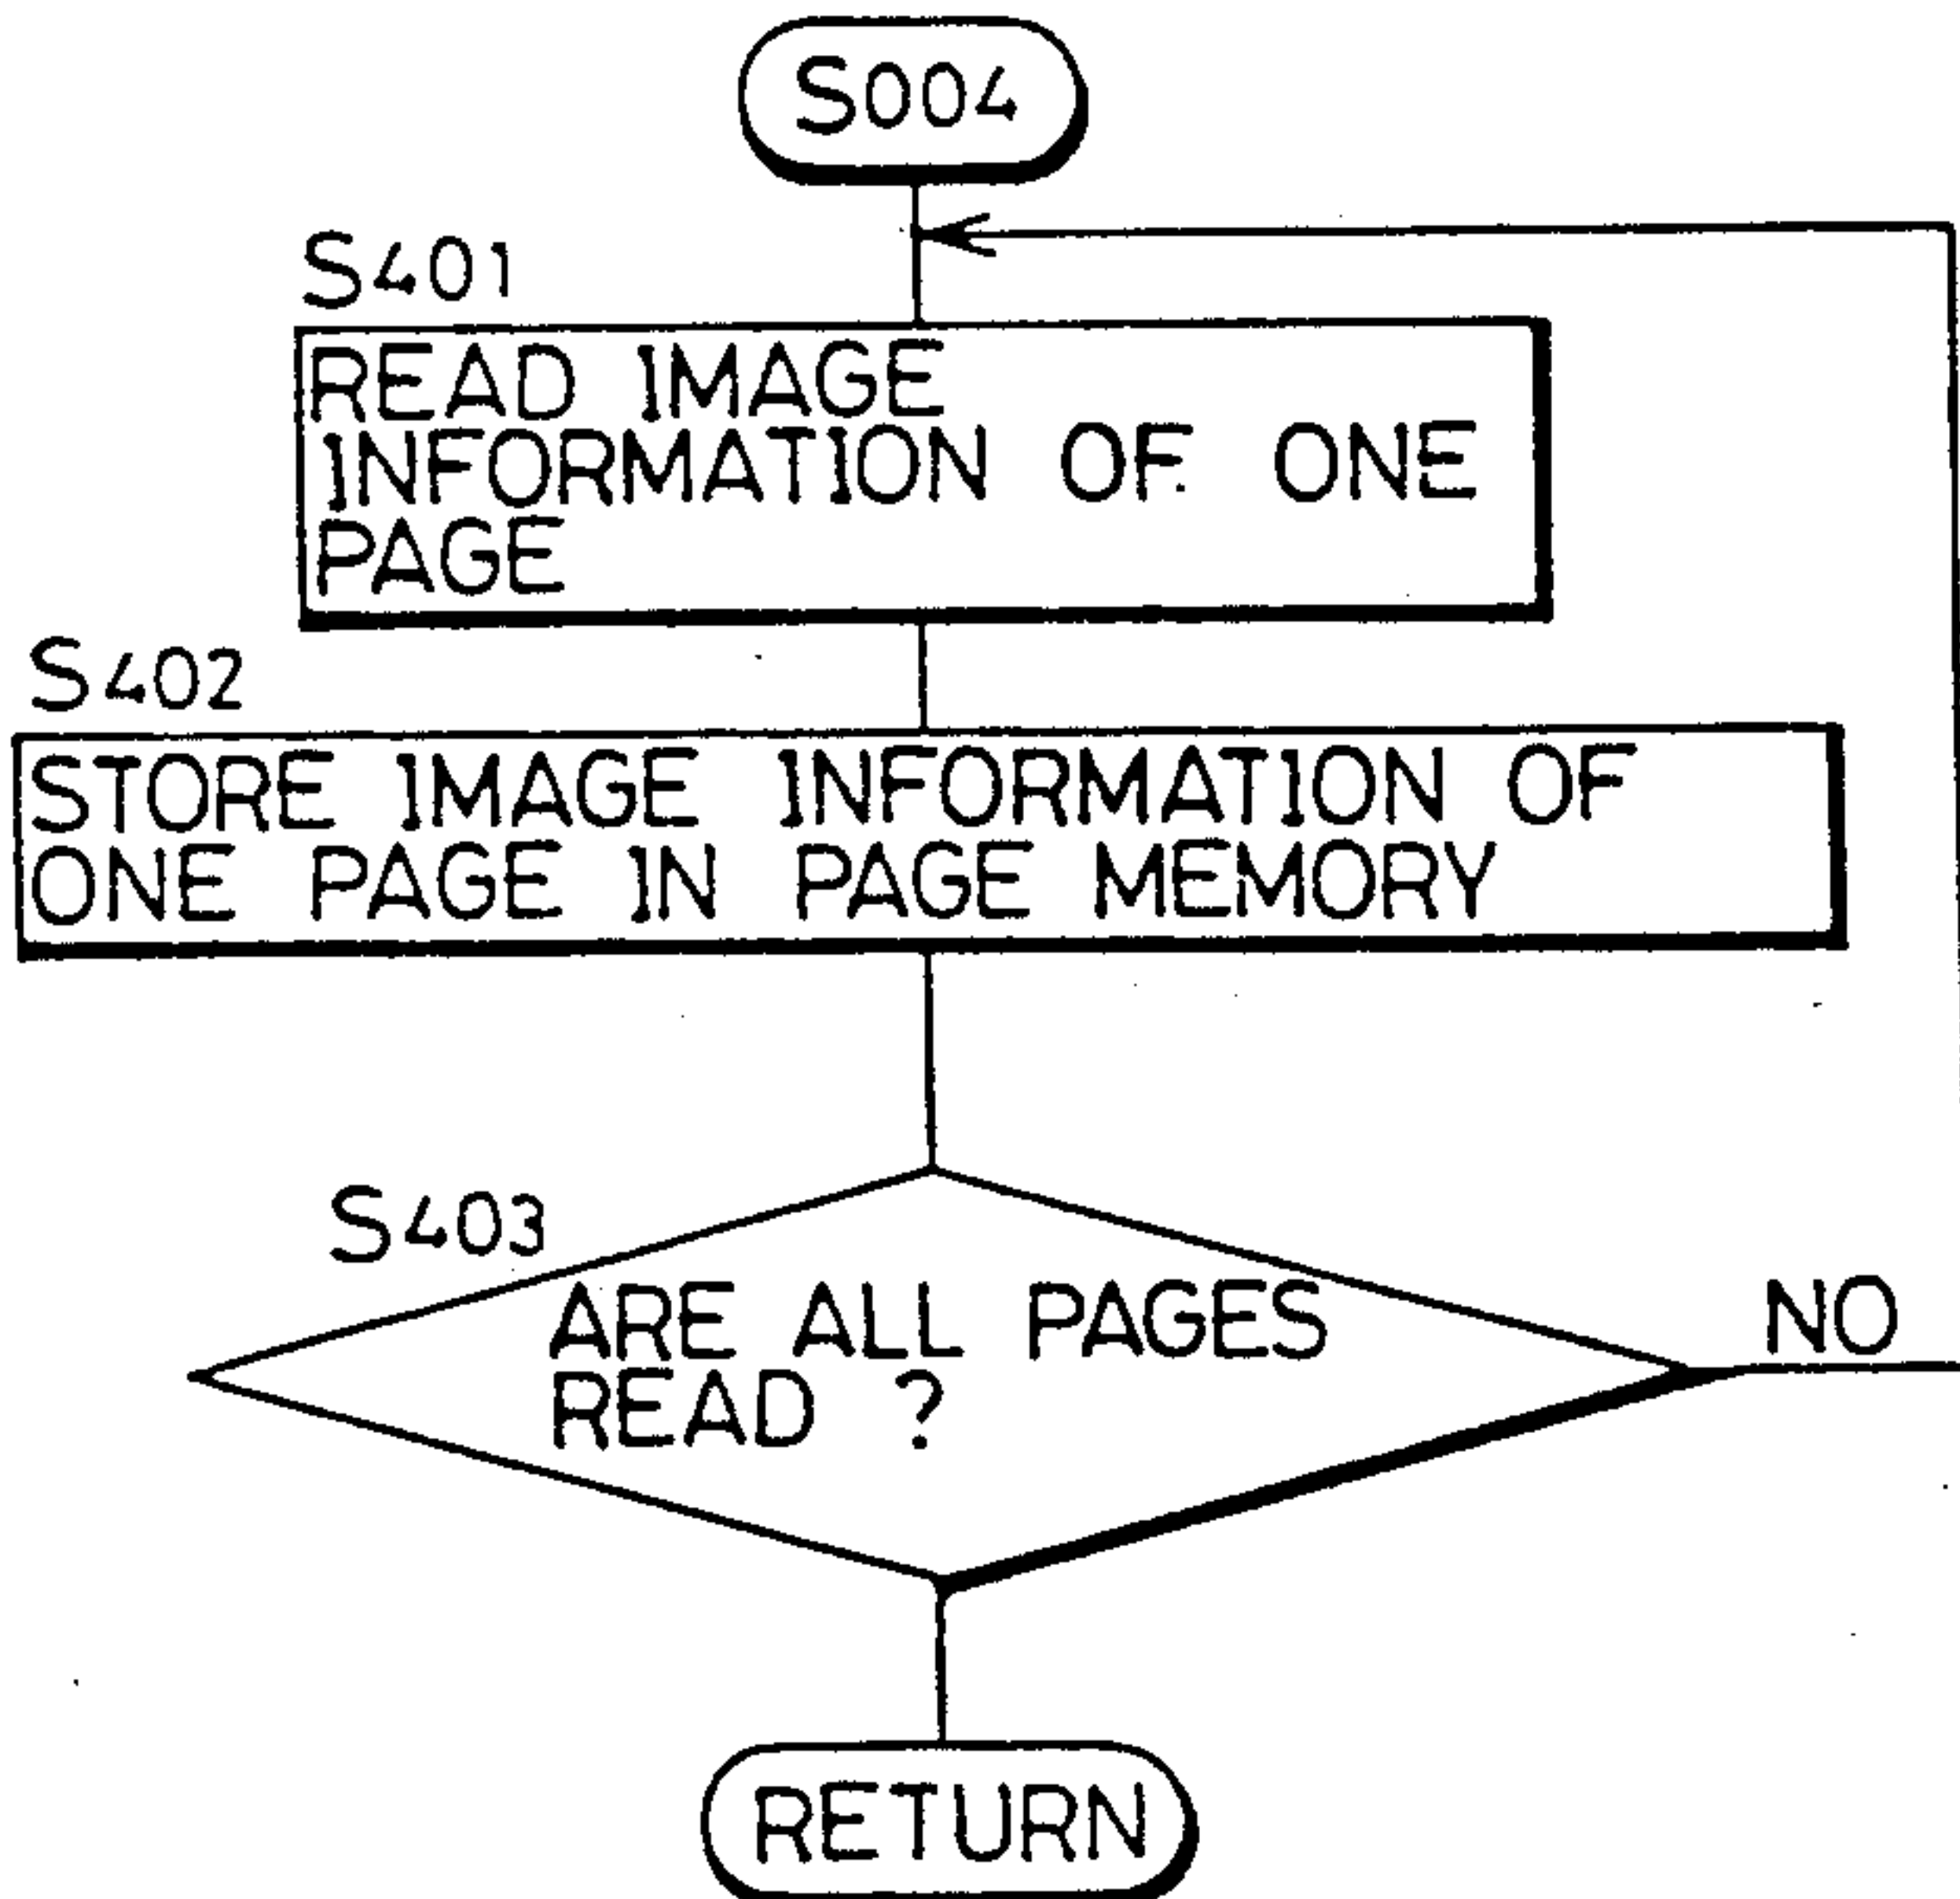 S004
S401
READ IMAGE
INFORMATION OF ONE
PAGE
S402
STORE IMAGE INFORMATION OF
ONE PAGE IN PAGE MEMORY
S403
ARE ALL PAGES
READ ?
NO
RETURN